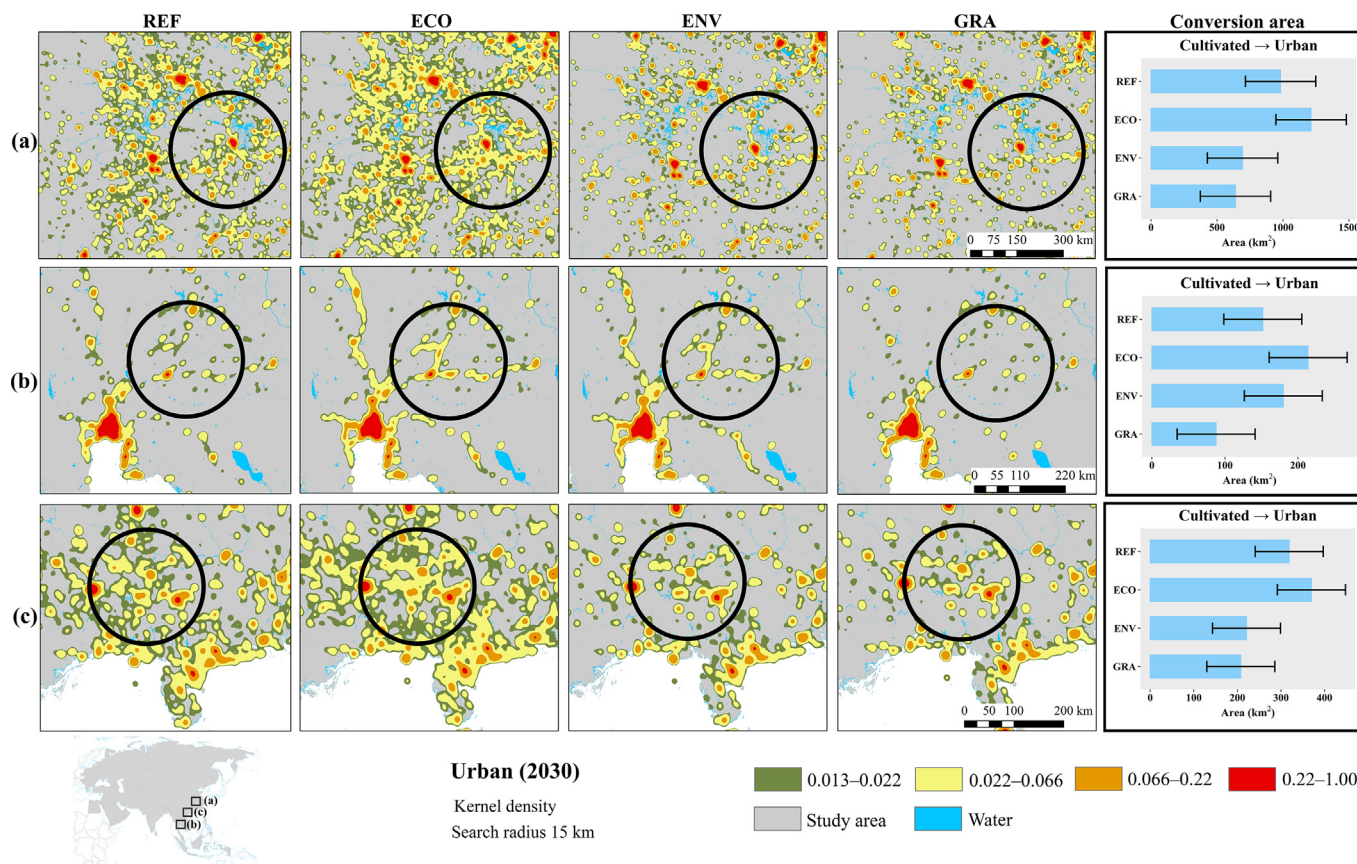 REF ECO ENV GRA Conversion area
(a)
0 75 150 300 km
Cultivated → Urban
REF
ECO
ENV
GRA
0 500 1000 1500
Area (km²)
(b)
0 55 110 220 km
Cultivated → Urban
REF
ECO
ENV
GRA
0 100 200
Area (km²)
(c)
0 50 100 200 km
Cultivated → Urban
REF
ECO
ENV
GRA
0 100 200 300 400
Area (km²)
(a)
(c)
(b)
Urban (2030)
Kernel density
Search radius 15 km
0.013–0.022 0.022–0.066 0.066–0.22 0.22–1.00
Study area Water